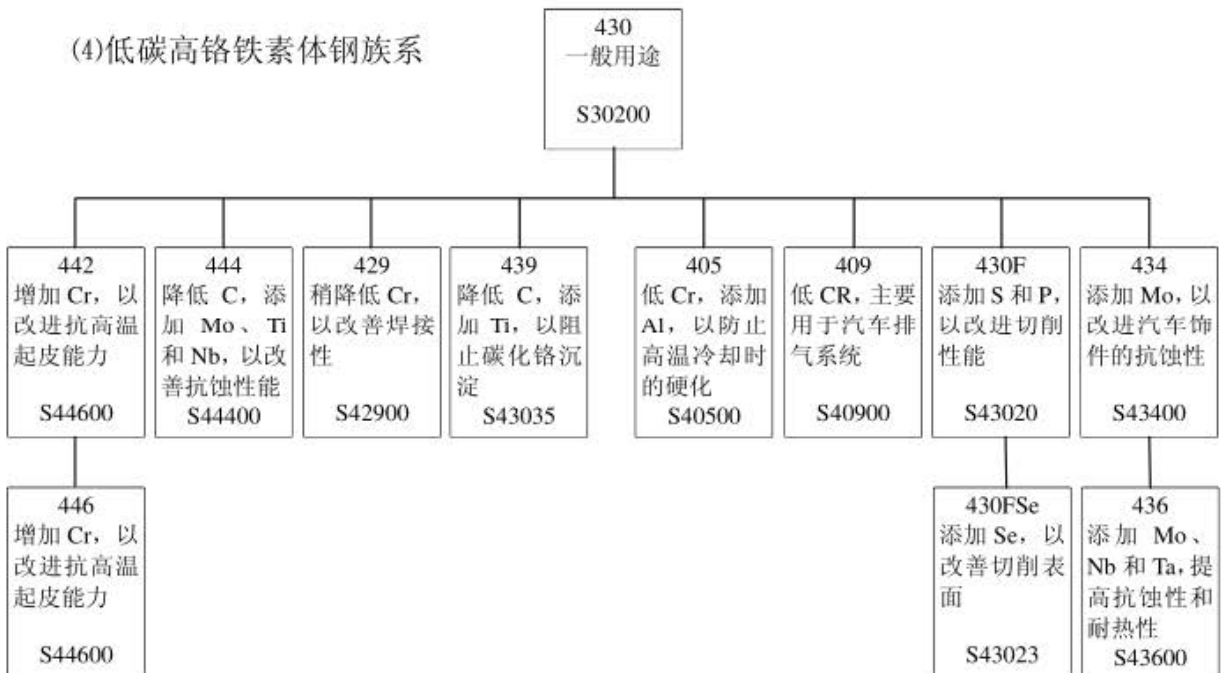 (4)低碳高铬铁素体钢族系
430
一般用途
S30200
442
增加 Cr，以
改进抗高温
起皮能力
S44600
444
降低 C，添
加 Mo、Ti
和 Nb，以改
善抗蚀性能
S44400
429
稍降低 Cr，
以改善焊接
性
S42900
439
降低 C，添
加 Ti，以阻
止碳化铬沉
淀
S43035
405
低 Cr，添加
Al，以防止
高温冷却时
的硬化
S40500
409
低 CR，主要
用于汽车排
气系统
S40900
430F
添加 S 和 P，
以改进切削
性能
S43020
434
添加 Mo，以
改进汽车饰
件的抗蚀性
S43400
446
增加 Cr，以
改进抗高温
起皮能力
S44600
430FSe
添加 Se，以
改善切削表
面
S43023
436
添加 Mo、
Nb 和 Ta，提
高抗蚀性和
耐热性
S43600